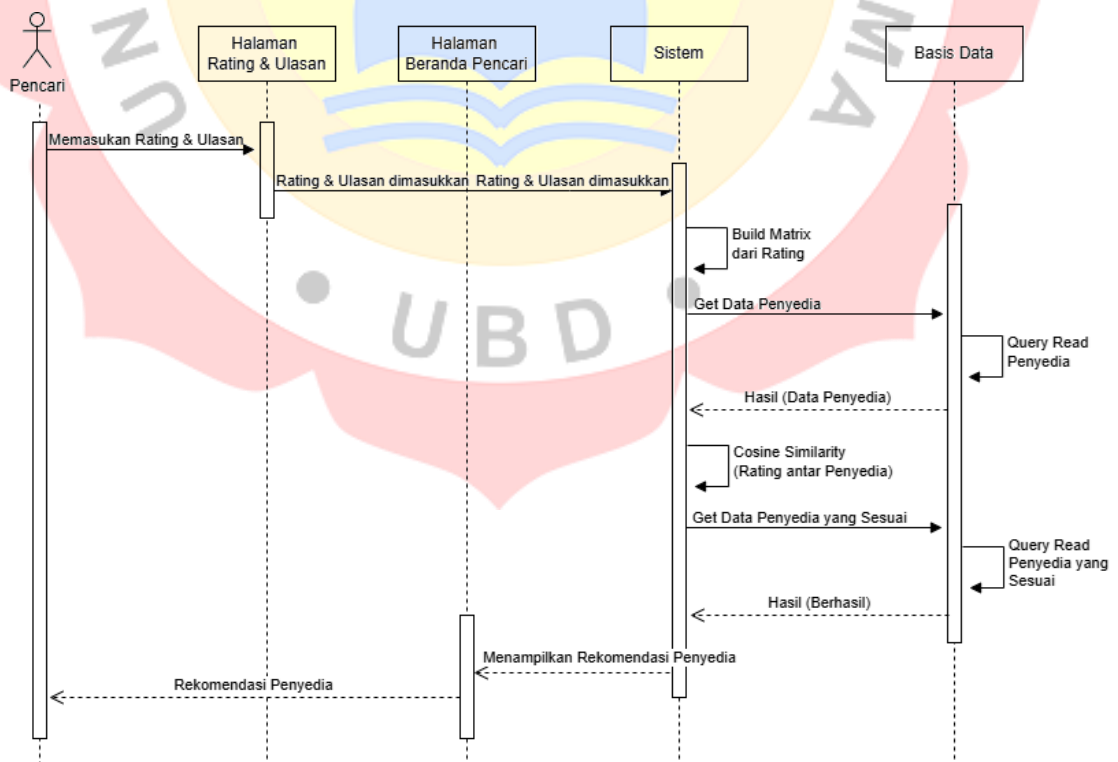 Halaman
Rating & Ulasan
Halaman
Beranda Pencari
Sistem
Basis Data
Pencari
Memasukan Rating & Ulasan
Rating & Ulasan dimasukkan
Rating & Ulasan dimasukkan
Build Matrix
dari Rating
Get Data Penyedia
Query Read
Penyedia
Hasil (Data Penyedia)
Cosine Similarity
(Rating antar Penyedia)
Get Data Penyedia yang Sesuai
Query Read
Penyedia yang
Sesuai
Hasil (Berhasil)
Menampilkan Rekomendasi Penyedia
Rekomendasi Penyedia
UN
UBD
MA